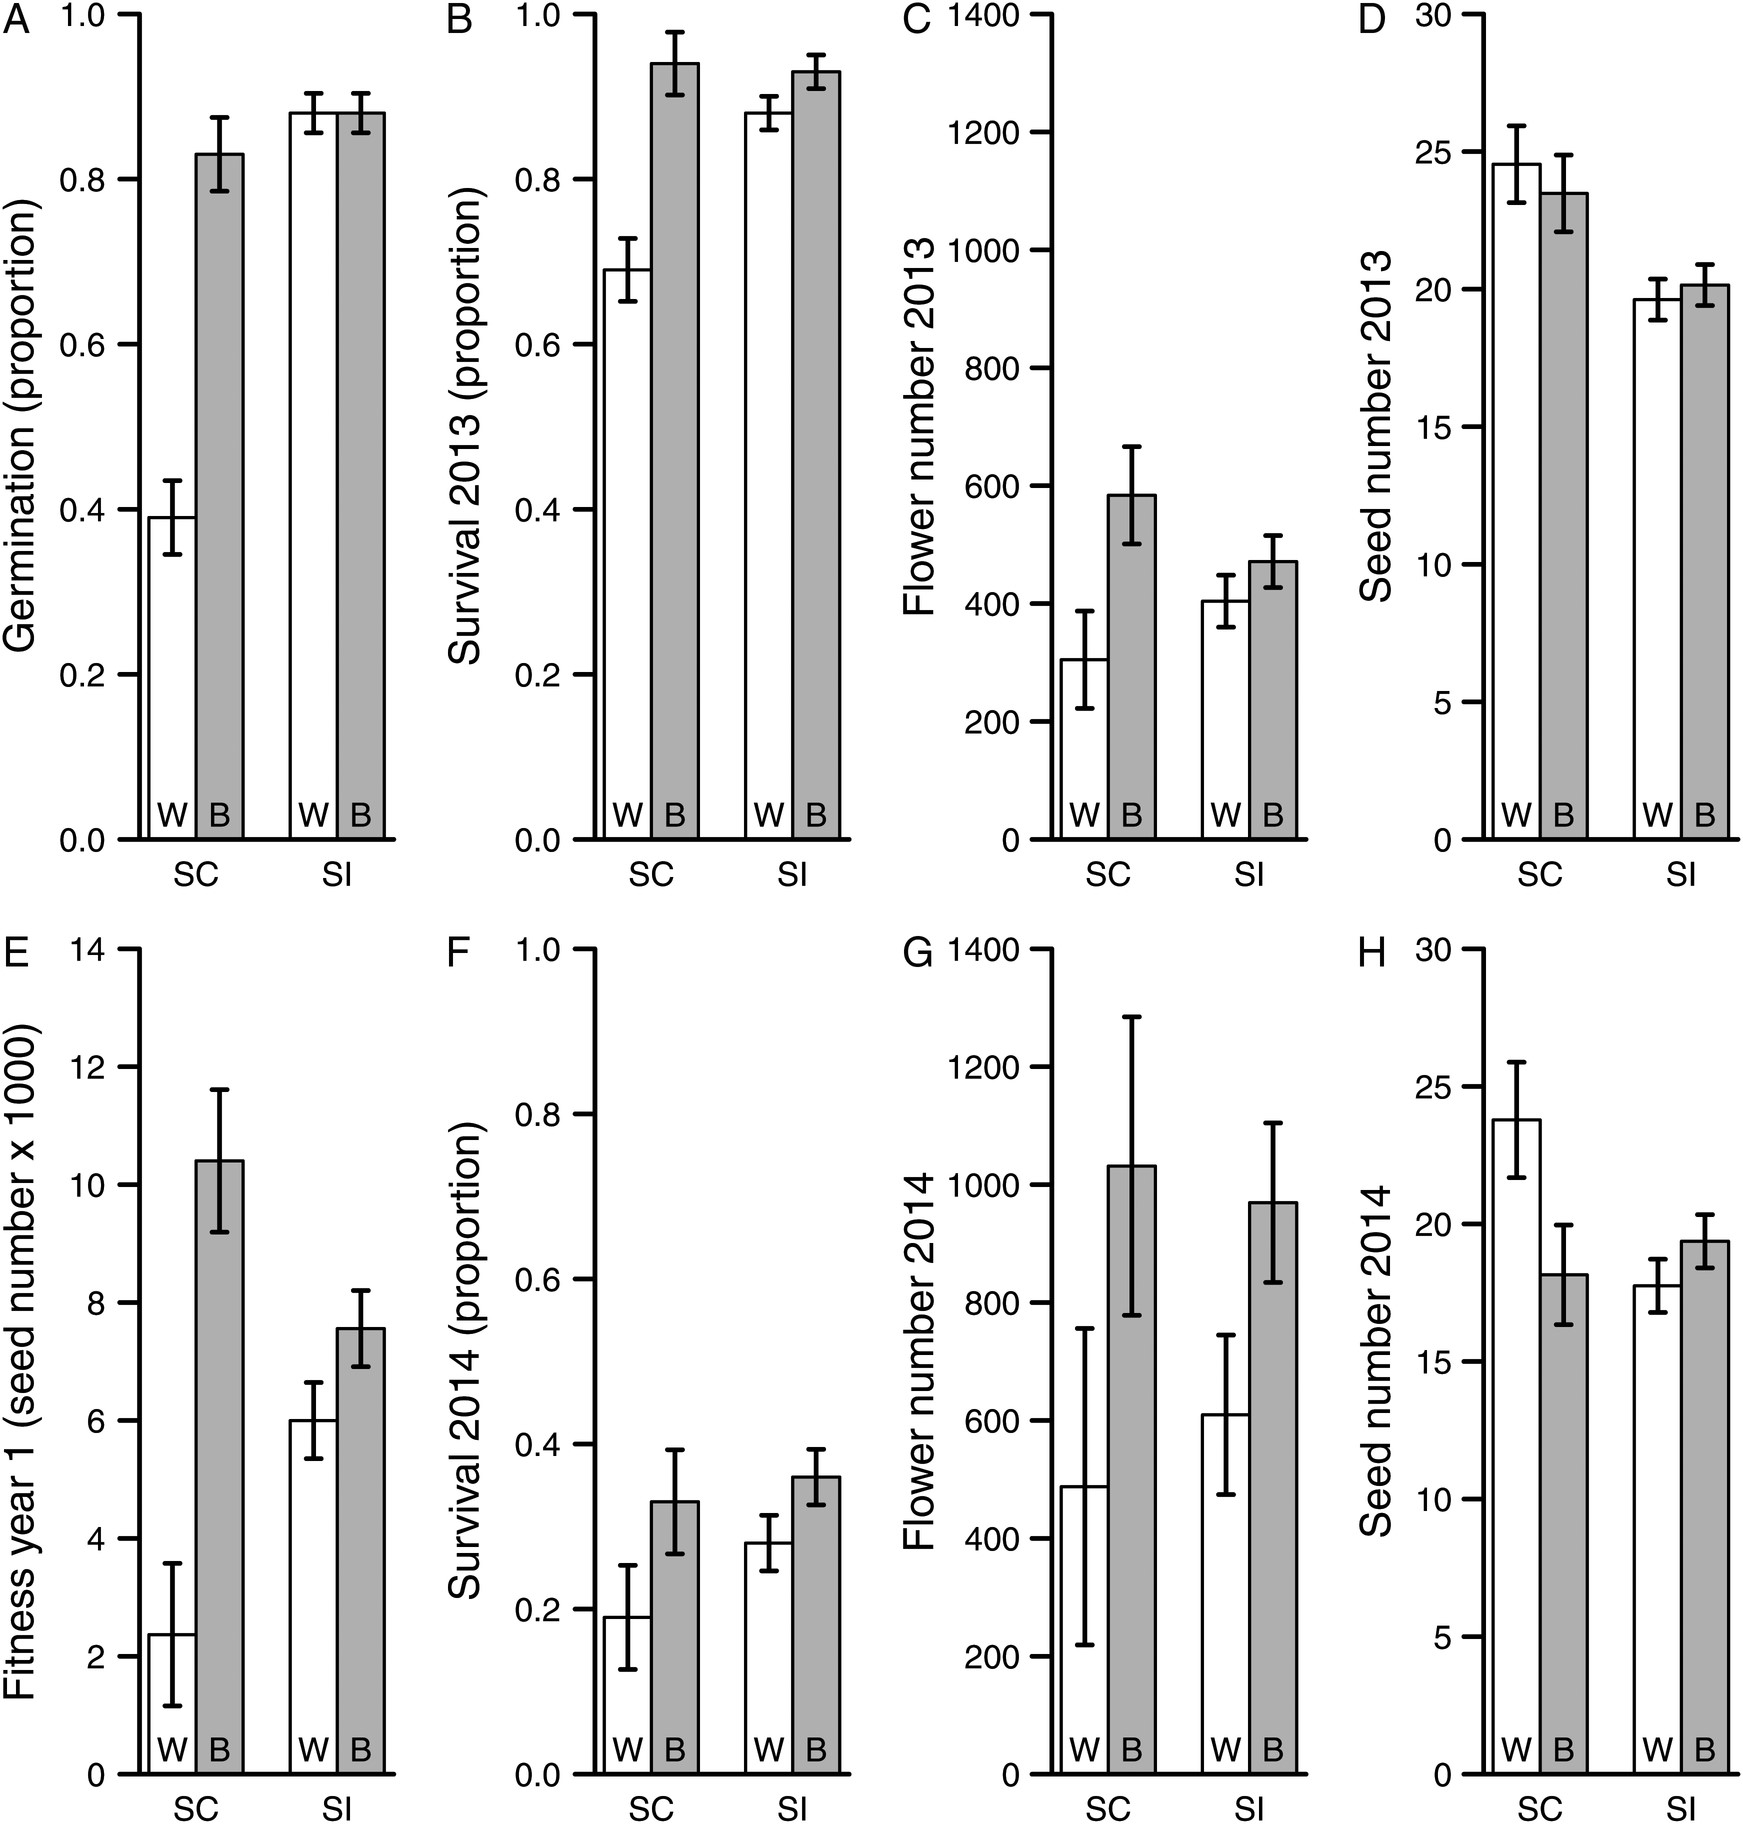 A
Germination (proportion)
1.0
0.8
0.6
0.4
0.2
0.0
W B W B
SC SI
B
Survival 2013 (proportion)
1.0
0.8
0.6
0.4
0.2
0.0
W B W B
SC SI
C
Flower number 2013
1400
1200
1000
800
600
400
200
0
W B W B
SC SI
D
Seed number 2013
30
25
20
15
10
5
0
W B W B
SC SI
E
Fitness year 1 (seed number x 1000)
14
12
10
8
6
4
2
0
W B W B
SC SI
F
Survival 2014 (proportion)
1.0
0.8
0.6
0.4
0.2
0.0
W B W B
SC SI
G
Flower number 2014
1400
1200
1000
800
600
400
200
0
W B W B
SC SI
H
Seed number 2014
30
25
20
15
10
5
0
W B W B
SC SI